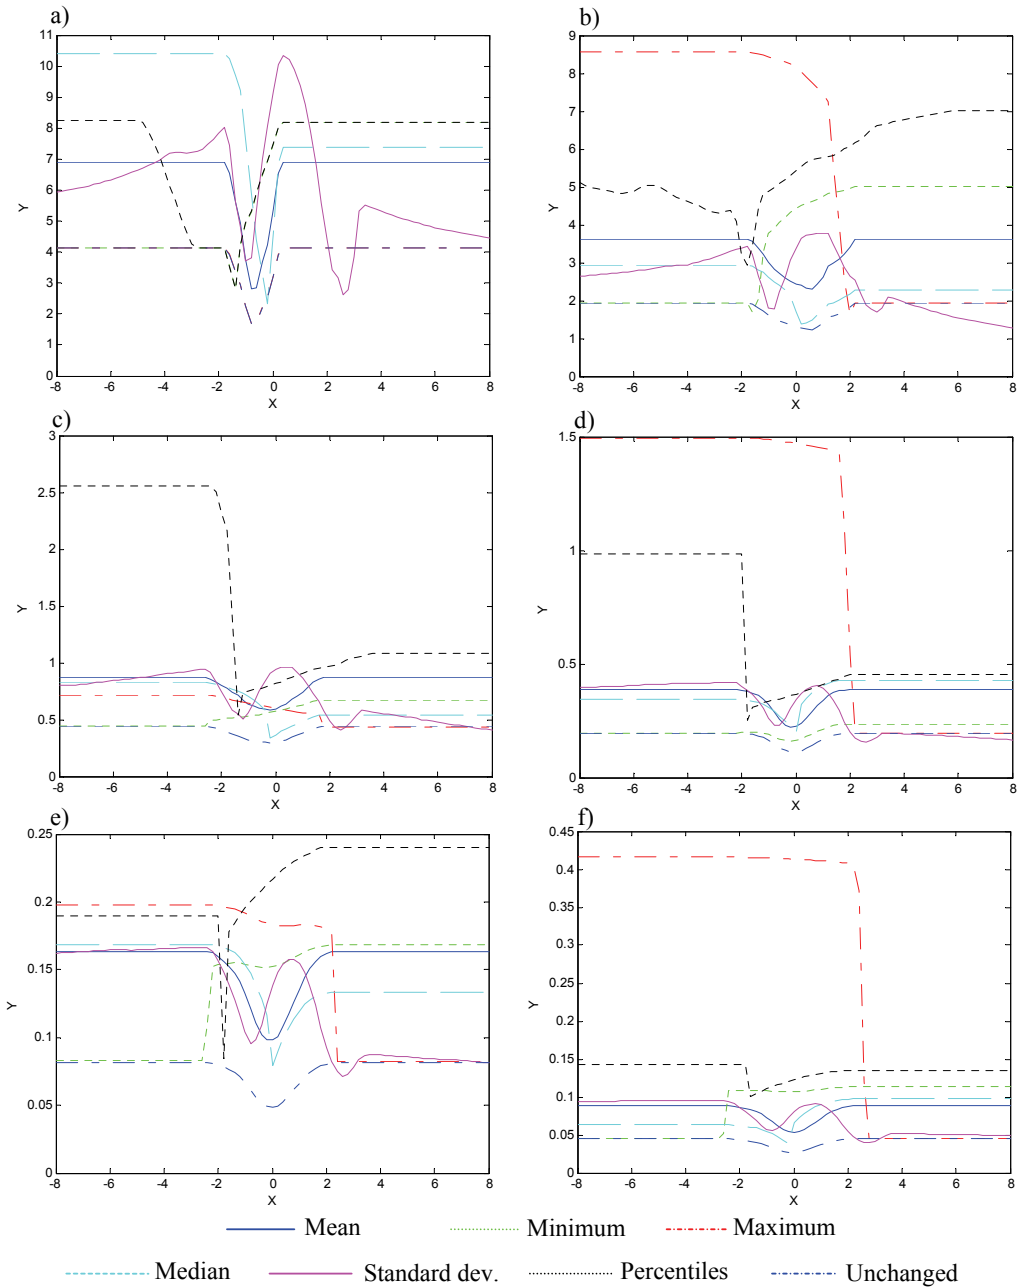 a)
11
10
9
8
7
6
5
4
3
2
1
0
Y
-8 -6 -4 -2 0 2 4 6 8
X
b)
9
8
7
6
5
4
3
2
1
0
Y
-8 -6 -4 -2 0 2 4 6 8
X
c)
3
2.5
2
1.5
1
0.5
0
Y
-8 -6 -4 -2 0 2 4 6 8
X
d)
1.5
1
0.5
0
Y
-8 -6 -4 -2 0 2 4 6 8
X
e)
0.25
0.2
0.15
0.1
0.05
0
Y
-8 -6 -4 -2 0 2 4 6 8
X
f)
0.45
0.4
0.35
0.3
0.25
0.2
0.15
0.1
0.05
0
Y
-8 -6 -4 -2 0 2 4 6 8
X
Mean Minimum Maximum
Median Standard dev. Percentiles Unchanged